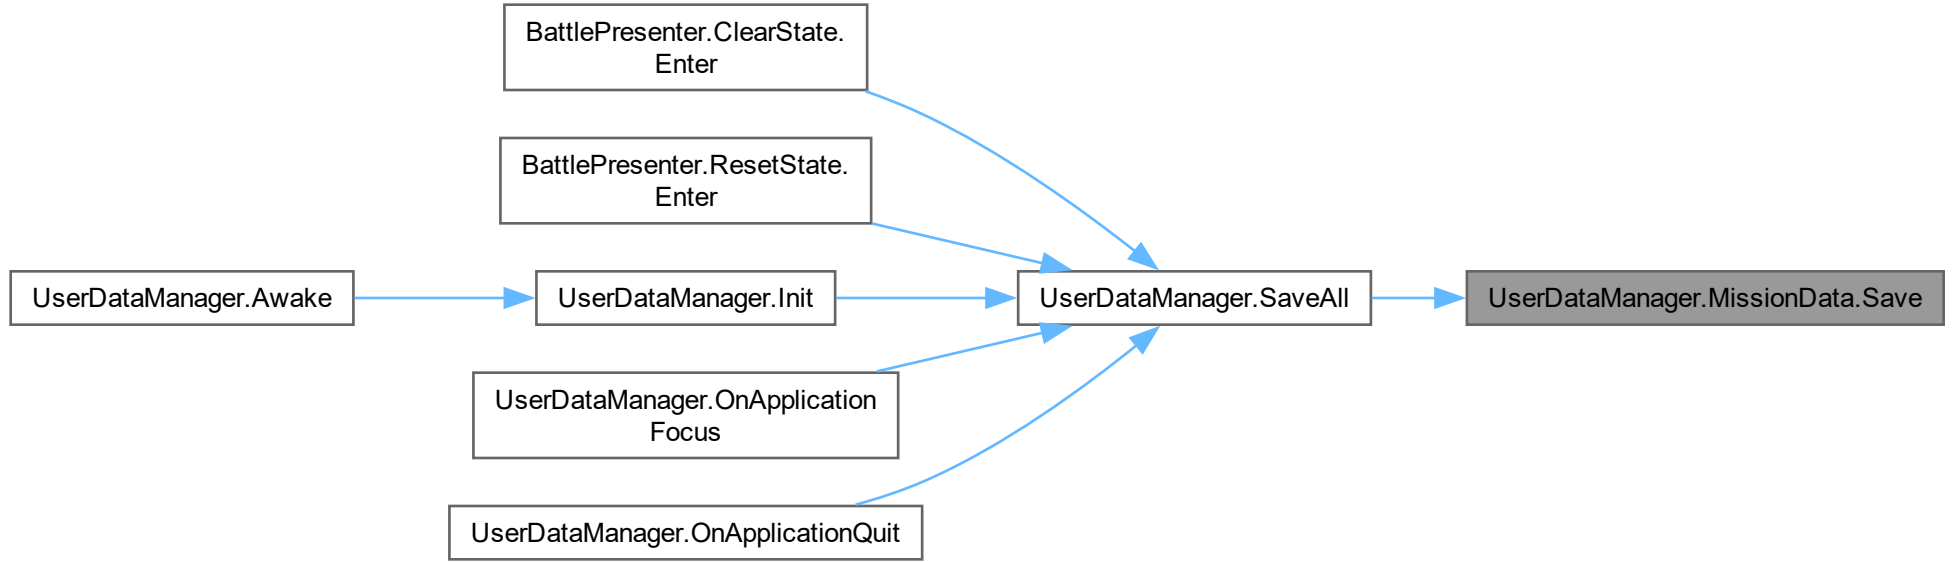 BattlePresenter.ClearState.
Enter
BattlePresenter.ResetState.
Enter
UserDataManager.Awake
UserDataManager.Init
UserDataManager.SaveAll
UserDataManager.MissionData.Save
UserDataManager.OnApplication
Focus
UserDataManager.OnApplicationQuit